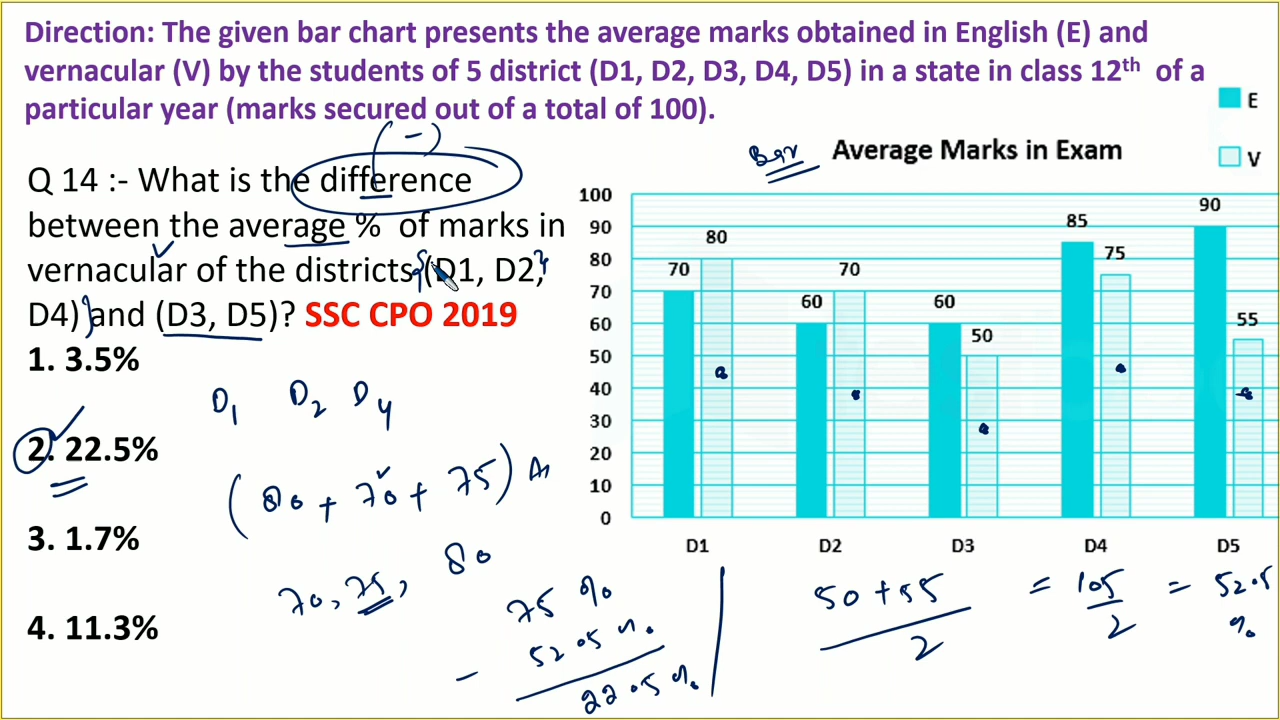 Direction: The given bar chart presents the average marks obtained in English (E) and
vernacular (V) by the students of 5 district (D1, D2, D3, D4, D5) in a state in class 12th of a
particular year (marks secured out of a total of 100).
E
V
(-)
Bar
Average Marks in Exam
Q 14 :- What is the difference
between the average % of marks in
vernacular of the districts (D1, D2,
D4) and (D3, D5)? SSC CPO 2019
1. 3.5%
2. 22.5%
3. 1.7%
4. 11.3%
D1 D2 D4
(80 + 70 + 75)
70, 75, 80
75 %
- 52.5 %
22.5 %
100
90
80
70
60
50
40
30
20
10
0
70 80 60 70 60 50 85 75 90 55
D1 D2 D3 D4 D5
50 + 55 / 2 = 105 / 2 = 52.5 %